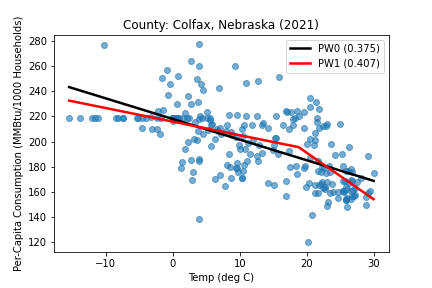 County: Colfax, Nebraska (2021)
Per-Capita Consumption (MMBtu/1000 Households)
280
260
240
220
200
180
160
140
120
PW0 (0.375)
PW1 (0.407)
−10 0 10 20 30
Temp (deg C)